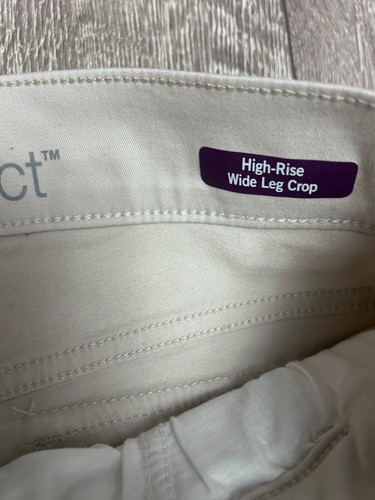 ct™
High-Rise
Wide Leg Crop